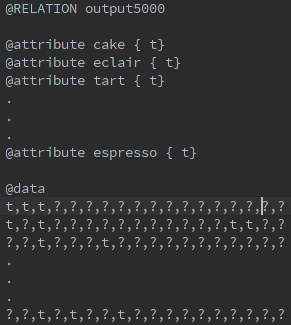 @RELATION output5000
@attribute cake { t}
@attribute eclair { t}
@attribute tart { t}
.
.
.
@attribute espresso { t}
@data
t,t,t,?,?,?,?,?,?,?,?,?,?,?,?,?,?,?
t,?,t,?,?,?,?,?,?,?,?,?,?,?,t,t,?,?
?,?,t,?,?,?,t,?,?,?,?,?,?,?,?,?,?,?
.
.
.
?,?,t,?,t,?,?,t,?,?,?,?,?,?,?,?,?,?